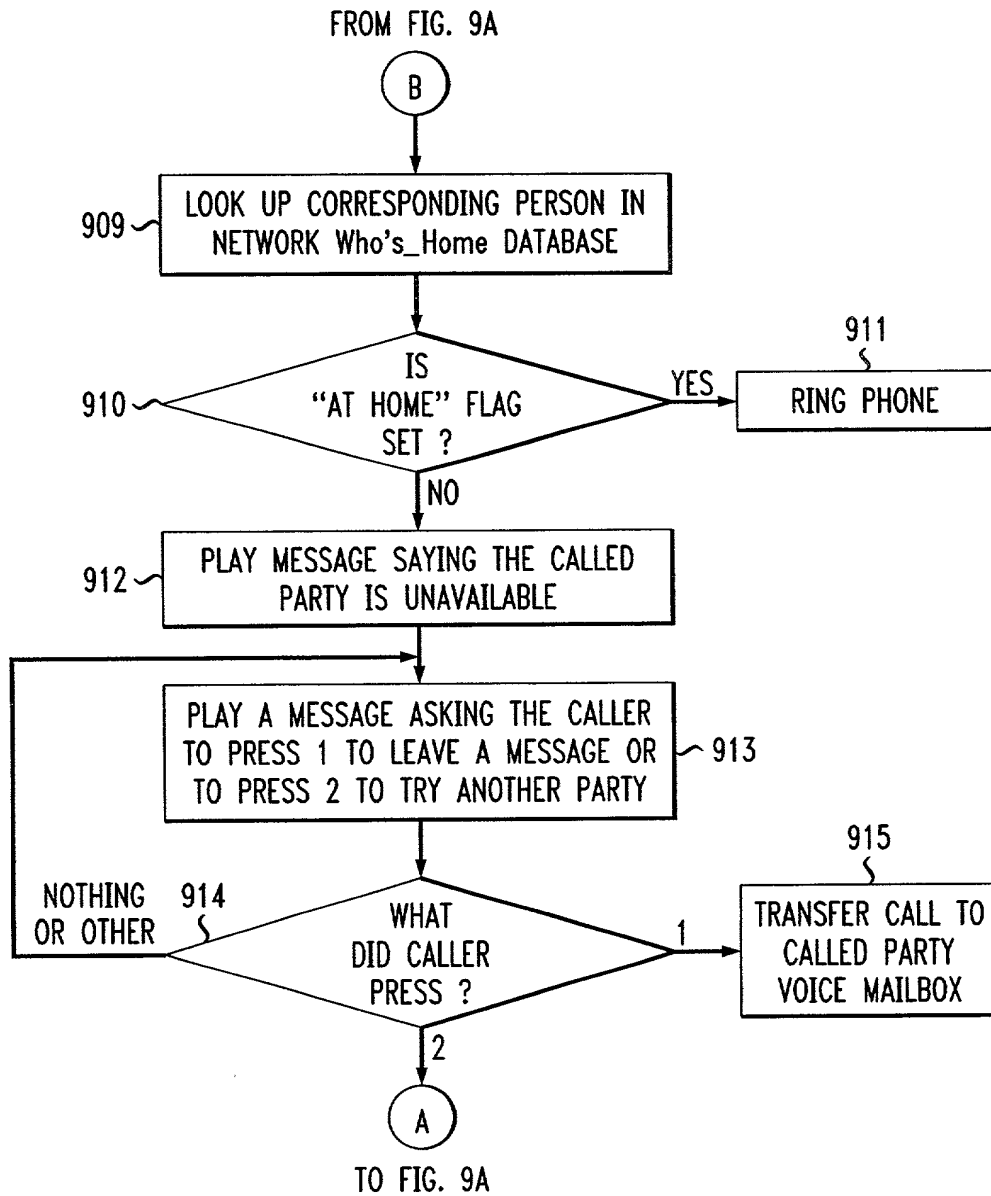 FROM FIG. 9A
B
909
LOOK UP CORRESPONDING PERSON IN
NETWORK Who's_Home DATABASE
910
IS
“AT HOME” FLAG
SET ?
YES
911
RING PHONE
NO
912
PLAY MESSAGE SAYING THE CALLED
PARTY IS UNAVAILABLE
PLAY A MESSAGE ASKING THE CALLER
TO PRESS 1 TO LEAVE A MESSAGE OR
TO PRESS 2 TO TRY ANOTHER PARTY
913
NOTHING
OR OTHER
914
WHAT
DID CALLER
PRESS ?
1
915
TRANSFER CALL TO
CALLED PARTY
VOICE MAILBOX
2
A
TO FIG. 9A